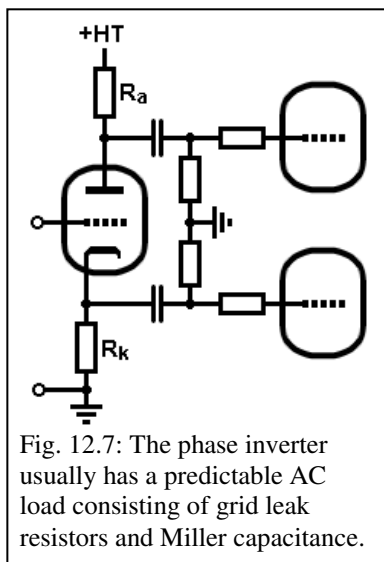 +HT
Ra
Rk
Fig. 12.7: The phase inverter
usually has a predictable AC
load consisting of grid leak
resistors and Miller capacitance.